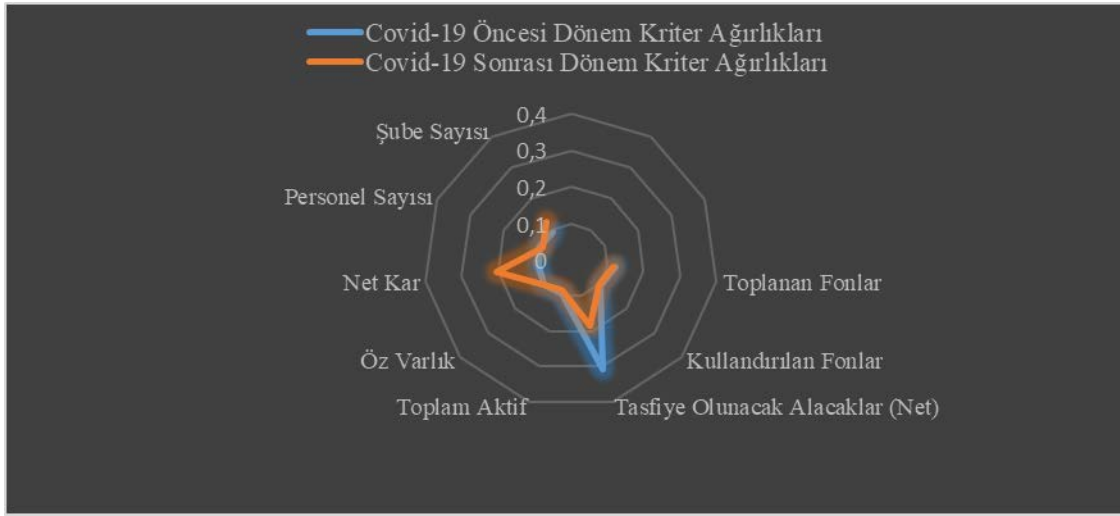 Covid-19 Öncesi Dönem Kriter Ağırlıkları
Covid-19 Sonrası Dönem Kriter Ağırlıkları
0,4
0,3
0,2
0,1
0
Şube Sayısı
Personel Sayısı
Net Kar
Öz Varlık
Toplam Aktif
Tasfiye Olunacak Alacaklar (Net)
Kullandırılan Fonlar
Toplanan Fonlar